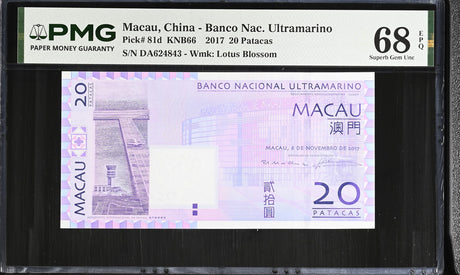 PMG
PAPER MONEY GUARANTY
Macau, China - Banco Nac. Ultramarino
Pick# 81d KNB66 2017 20 Patacas
S/N DA624843 - Wmk: Lotus Blossom
68 EPQ
Superb Gem Unc
20
PATACAS
MACAU
BANCO NACIONAL ULTRAMARINO
MACAU
澳門
MACAU, 8 DE NOVEMBRO DE 2017
貳拾圓
20
PATACAS